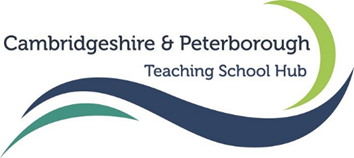 Cambridgeshire & Peterborough
Teaching School Hub